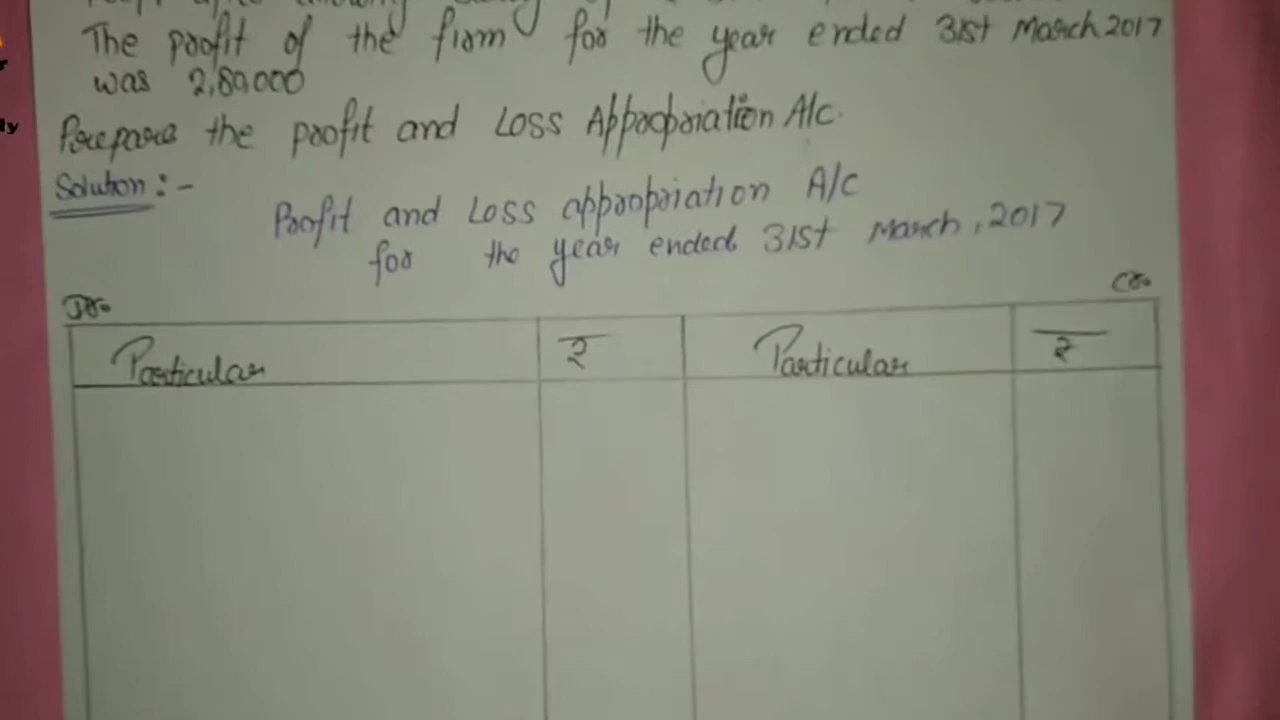 The profit of the firm for the year ended 31st March 2017
was 2,89,000
Prepare the profit and Loss Appropriation A/c.
Solution :-
Profit and Loss appropriation A/c
for the year ended 31st March, 2017
Dr. Cr.
Particular ₹ Particular ₹